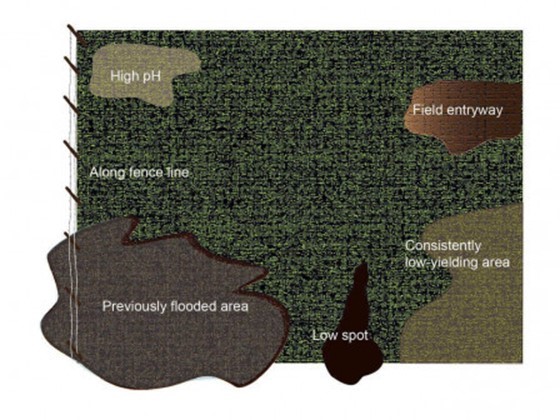 High pH
Field entryway
Along fence line
Consistently
low-yielding area
Previously flooded area
Low spot